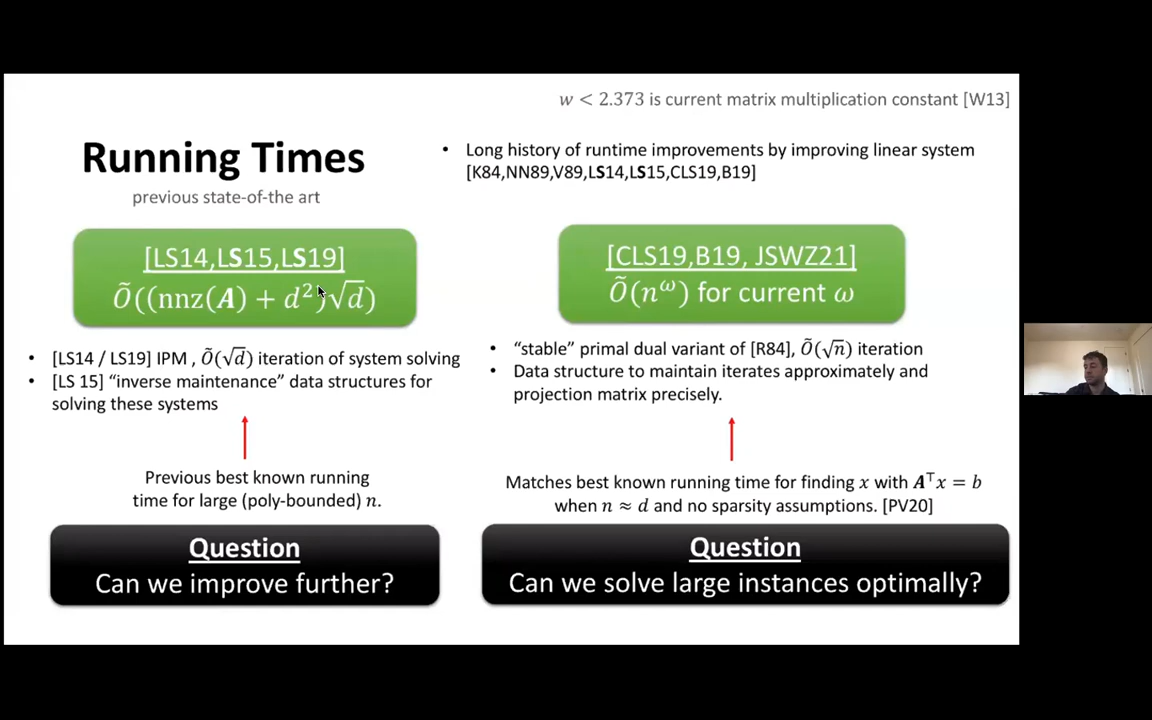 w < 2.373 is current matrix multiplication constant [W13]
Running Times
previous state-of-the art
• Long history of runtime improvements by improving linear system
[K84,NN89,V89,LS14,LS15,CLS19,B19]
[LS14,LS15,LS19]
Õ((nnz(A) + d²)√d)
• [LS14 / LS19] IPM , Õ(√d) iteration of system solving
• [LS 15] “inverse maintenance” data structures for
solving these systems
Previous best known running
time for large (poly-bounded) n.
Question
Can we improve further?
[CLS19, B19, JSWZ21]
Õ(n^ω) for current ω
• “stable” primal dual variant of [R84], Õ(√n) iteration
• Data structure to maintain iterates approximately and
projection matrix precisely.
Matches best known running time for finding x with A⊤x = b
when n ≈ d and no sparsity assumptions. [PV20]
Question
Can we solve large instances optimally?